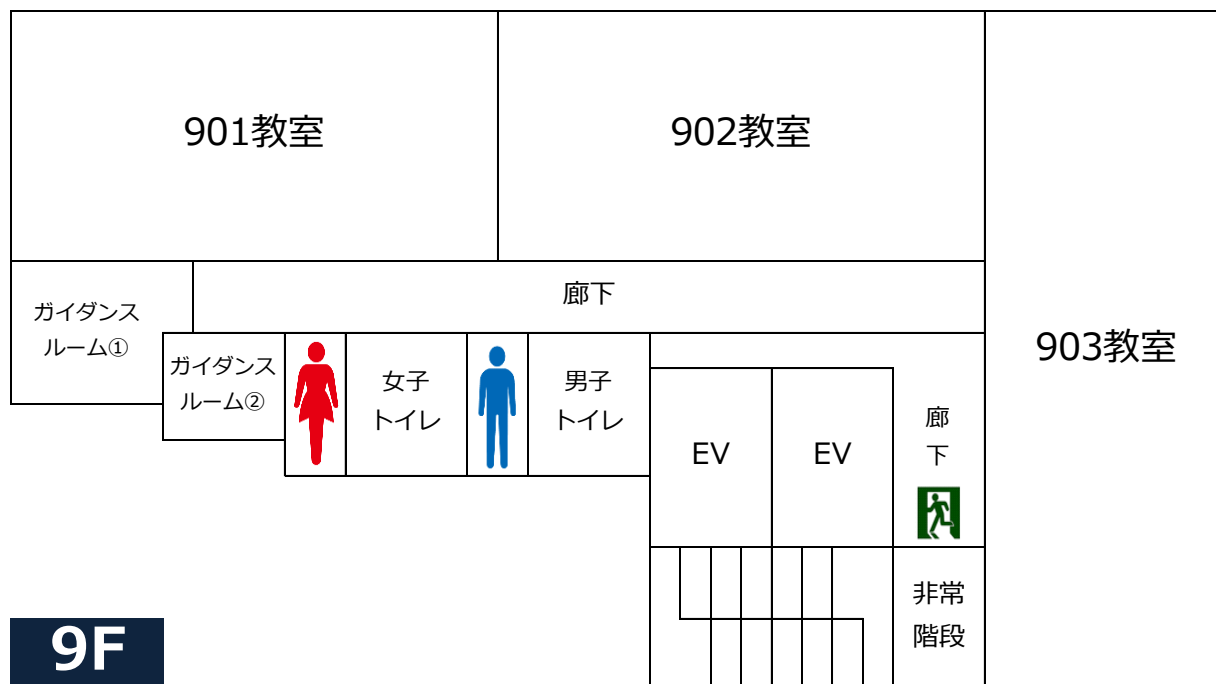 901教室
902教室
903教室
廊下
ガイダンス
ルーム①
ガイダンス
ルーム②
女子
トイレ
男子
トイレ
EV
EV
廊
下
非常
階段
9F